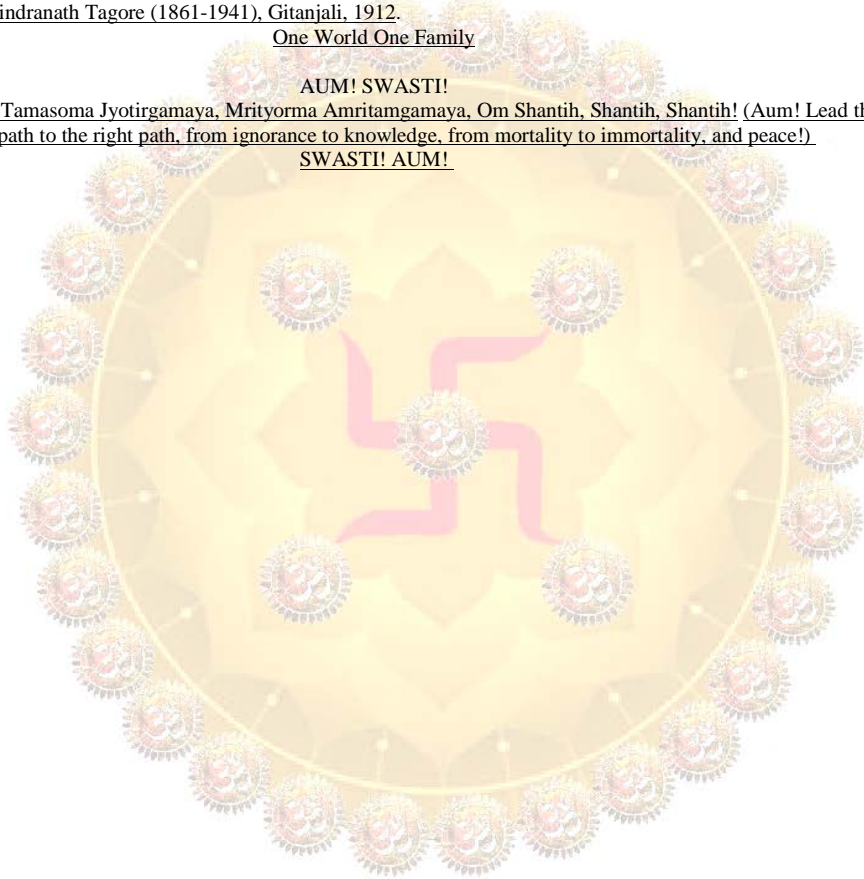 indranath Tagore (1861-1941), Gitanjali, 1912.
One World One Family
AUM! SWASTI!
Tamasoma Jyotirgamaya, Mrityorma Amritamgamaya, Om Shantih, Shantih, Shantih! (Aum! Lead th
path to the right path, from ignorance to knowledge, from mortality to immortality, and peace!)
SWASTI! AUM!